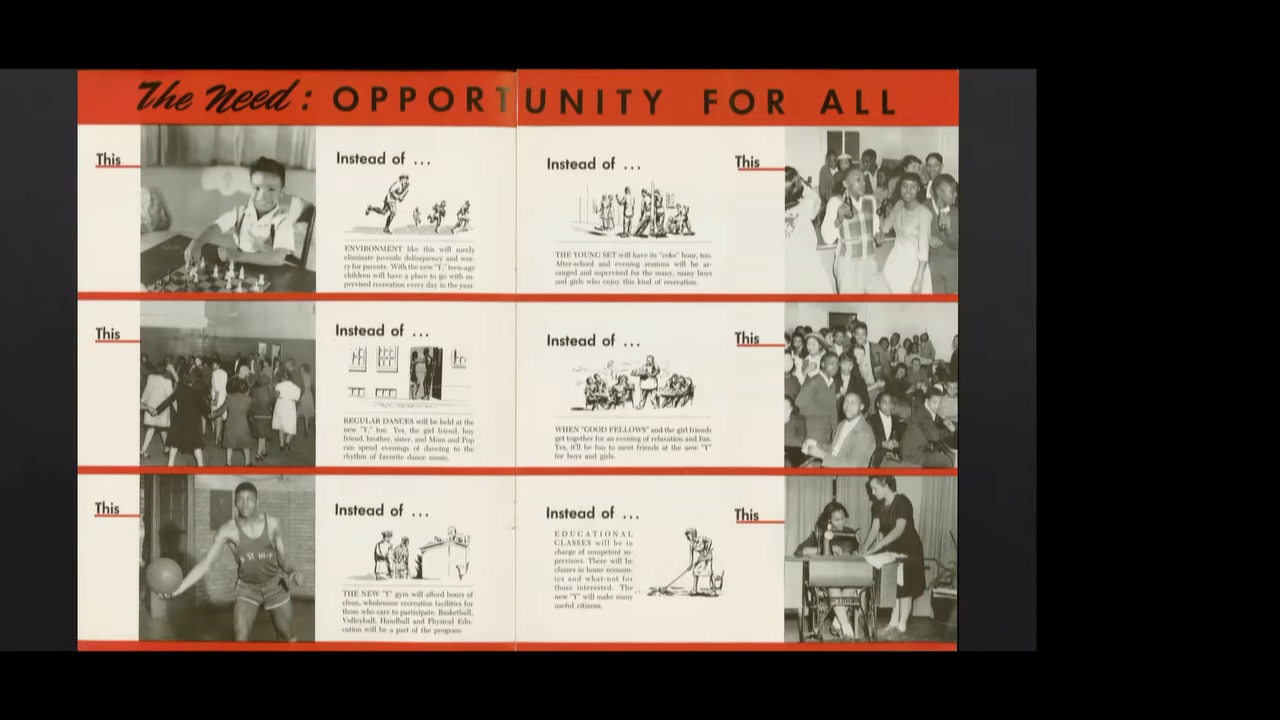 The Need: OPPORTUNITY FOR ALL
This
Instead of ...
ENVIRONMENT like this will surely
eliminate juvenile delinquency and wor-
ry for parents. With the new "Y," teen-age
children will have a place to go with su-
pervised recreation every day in the year.
Instead of ...
This
THE YOUNG SET will have its "coke" hour, too.
After-school and evening sessions will be ar-
ranged and supervised for the many, many boys
and girls who enjoy this kind of recreation.
This
Instead of ...
REGULAR DANCES will be held at the
new "Y," too. Yes, the girl friend, boy
friend, brother, sister, and Mom and Pop
can spend evenings of dancing to the
rhythm of favorite dance music.
Instead of ...
This
WHEN "GOOD FELLOWS" and the girl friends
get together for an evening of relaxation and fun.
Yes, it'll be fun to meet friends at the new "Y"
for boys and girls.
This
Instead of ...
THE NEW "Y" gym will afford hours of
clean, wholesome recreation facilities for
those who care to participate. Basketball,
Volleyball, Handball and Physical Edu-
cation will be a part of the program.
Instead of ...
This
EDUCATIONAL
CLASSES will be in
charge of competent su-
pervisors. There will be
classes in home econom-
ics and what-not for
those interested. The
new "Y" will make many
useful citizens.